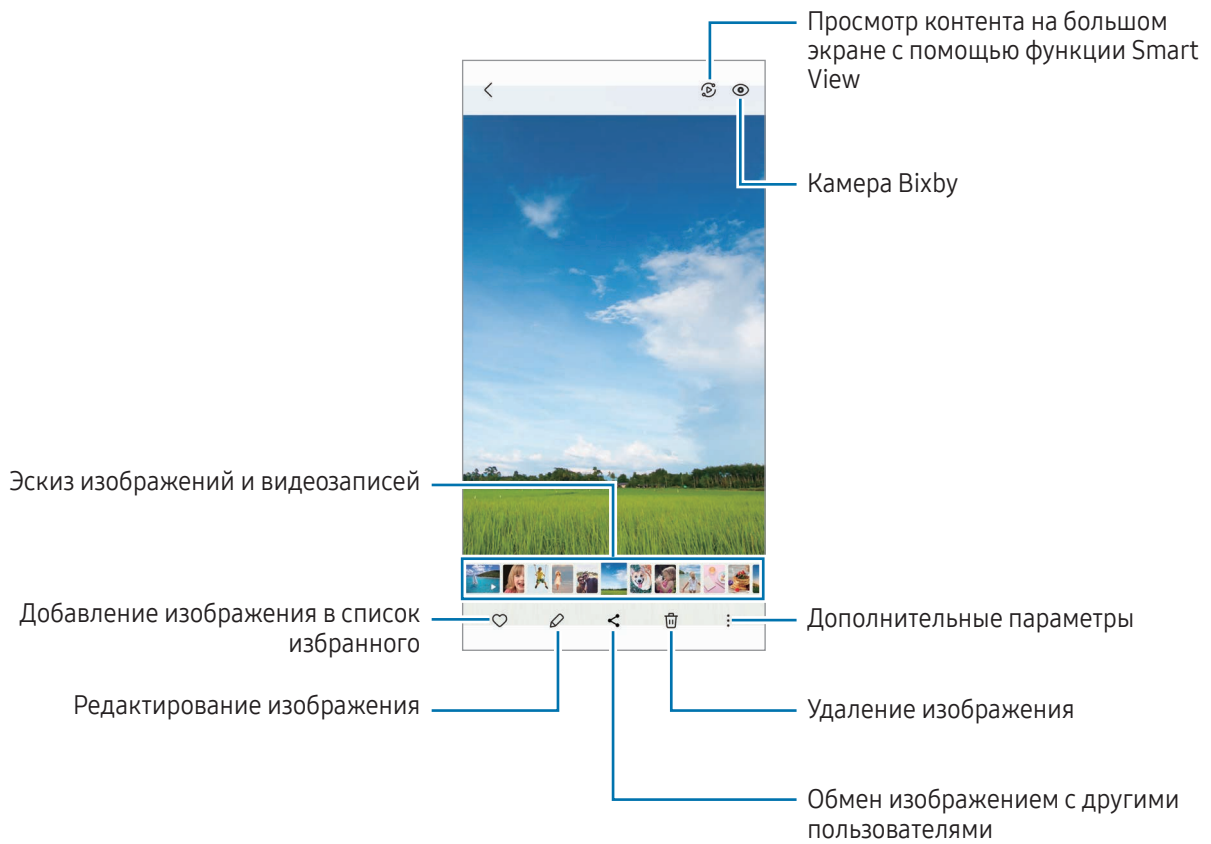 Просмотр контента на большом
экране с помощью функции Smart
View
Камера Bixby
Эскиз изображений и видеозаписей
Добавление изображения в список
избранного
Дополнительные параметры
Редактирование изображения
Удаление изображения
Обмен изображением с другими
пользователями